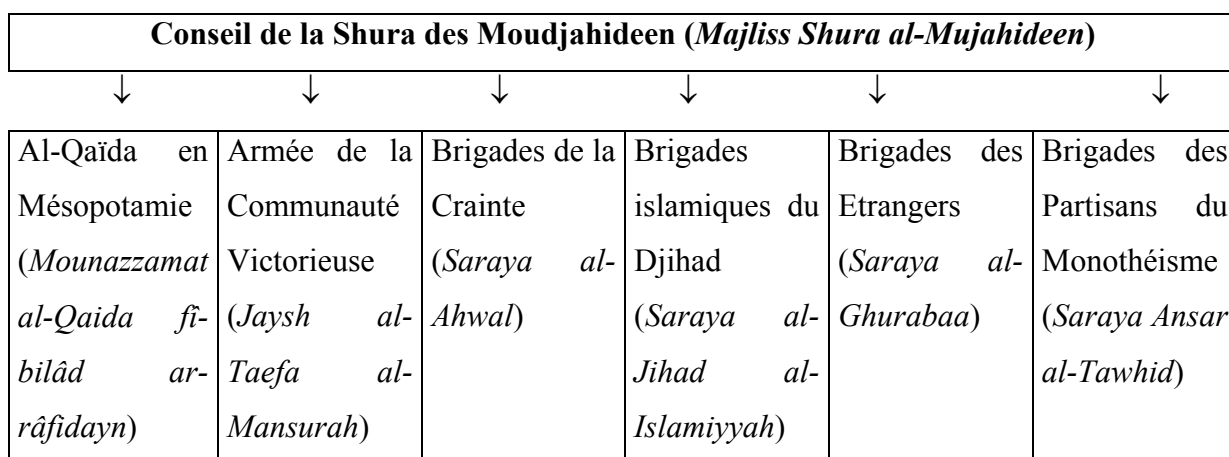 Conseil de la Shura des Moudjahideen (Majliss Shura al-Mujahideen)
↓ ↓ ↓ ↓ ↓ ↓
Al-Qaïda en
Mésopotamie
(Mounazzamat
al-Qaida fî-
bilâd ar-
râfidayn)
Armée de la
Communauté
Victorieuse
(Jaysh al-
Taefa al-
Mansurah)
Brigades de la
Crainte
(Saraya al-
Ahwal)
Brigades
islamiques du
Djihad
(Saraya al-
Jihad al-
Islamiyyah)
Brigades des
Etrangers
(Saraya al-
Ghurabaa)
Brigades des
Partisans du
Monothéisme
(Saraya Ansar
al-Tawhid)